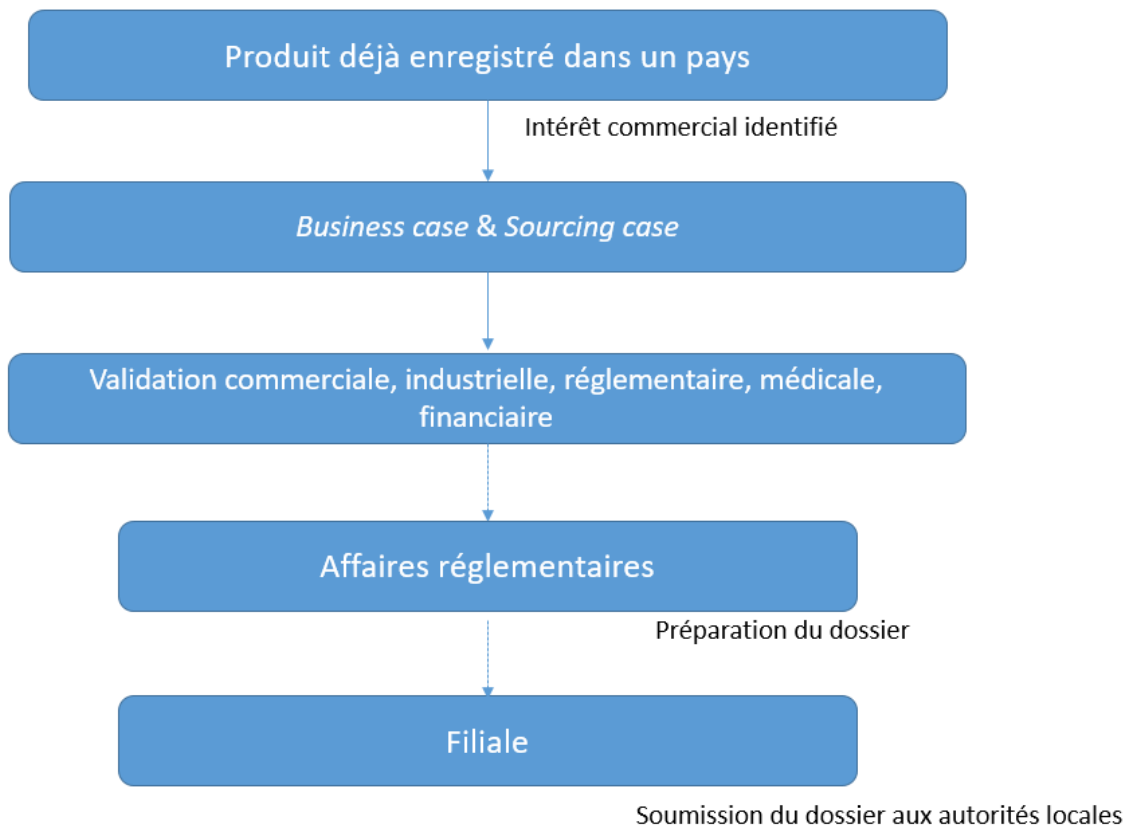 Produit déjà enregistré dans un pays
Intérêt commercial identifié
Business case & Sourcing case
Validation commerciale, industrielle, réglementaire, médicale,
financiaire
Affaires réglementaires
Préparation du dossier
Filiale
Soumission du dossier aux autorités locales